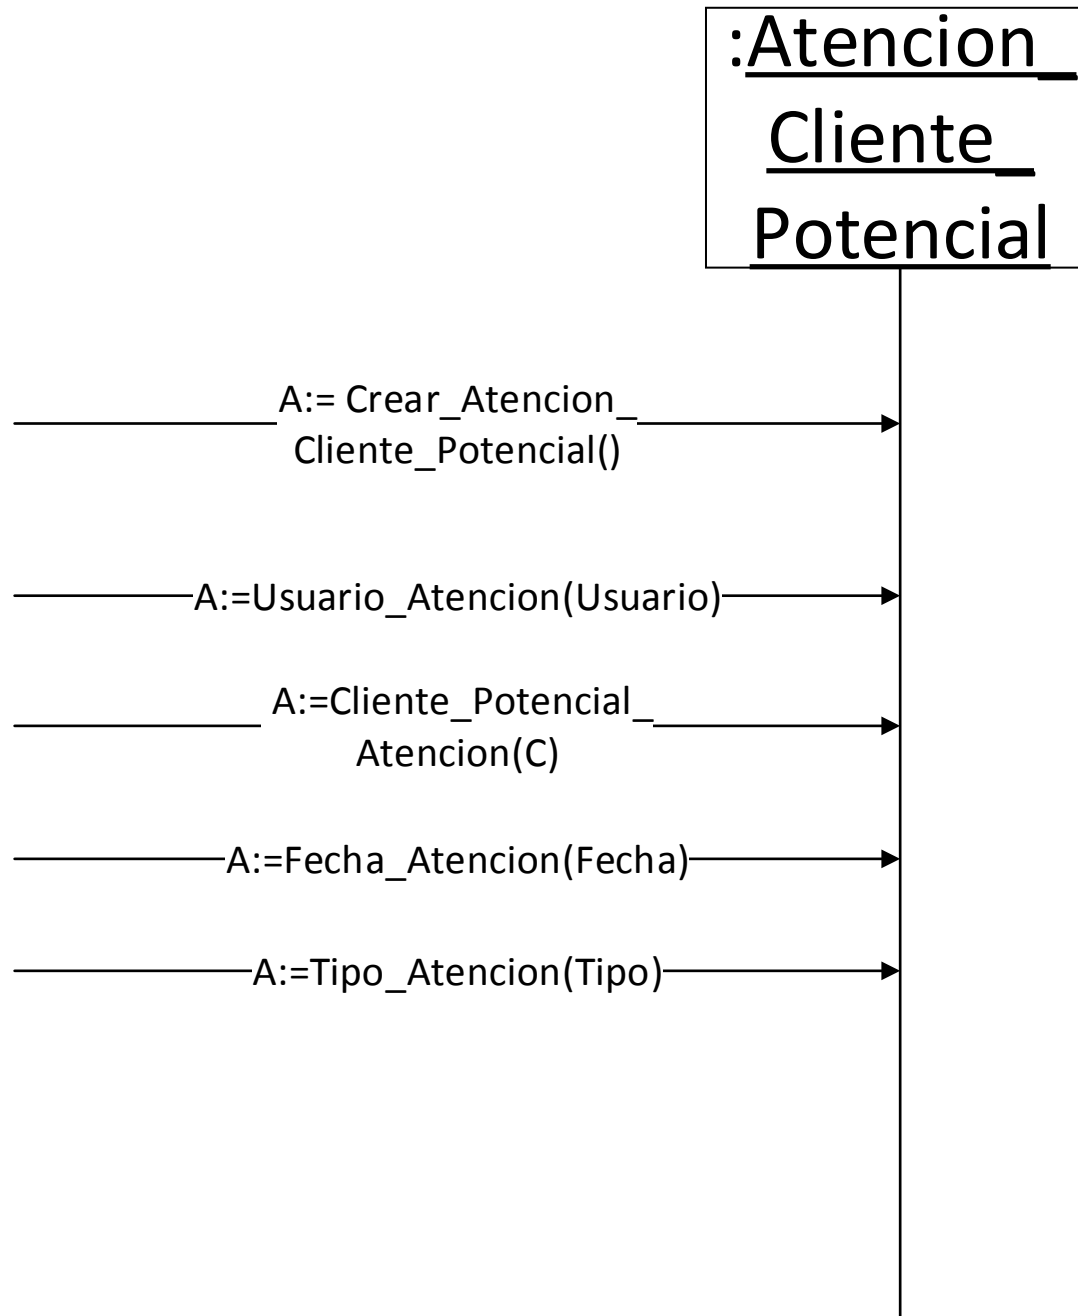 :Atencion_
Cliente_
Potencial
A:= Crear_Atencion_
Cliente_Potencial()
A:=Usuario_Atencion(Usuario)
A:=Cliente_Potencial_
Atencion(C)
A:=Fecha_Atencion(Fecha)
A:=Tipo_Atencion(Tipo)